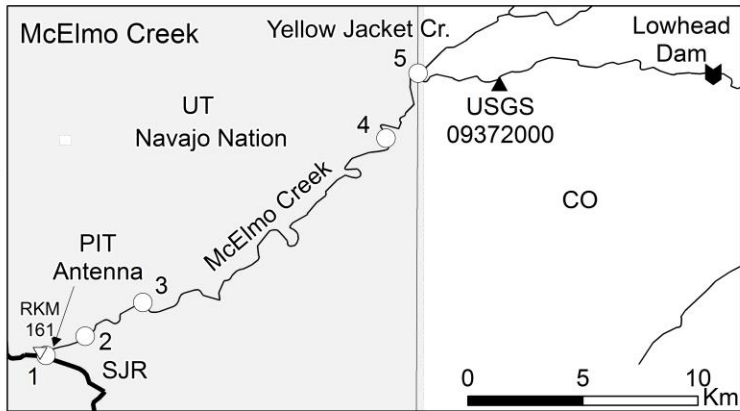 McElmo Creek
Yellow Jacket Cr.
Lowhead
Dam
5
UT
Navajo Nation
4
USGS
09372000
McElmo Creek
CO
PIT
Antenna
3
RKM
161
2
1
SJR
0 5 10
Km